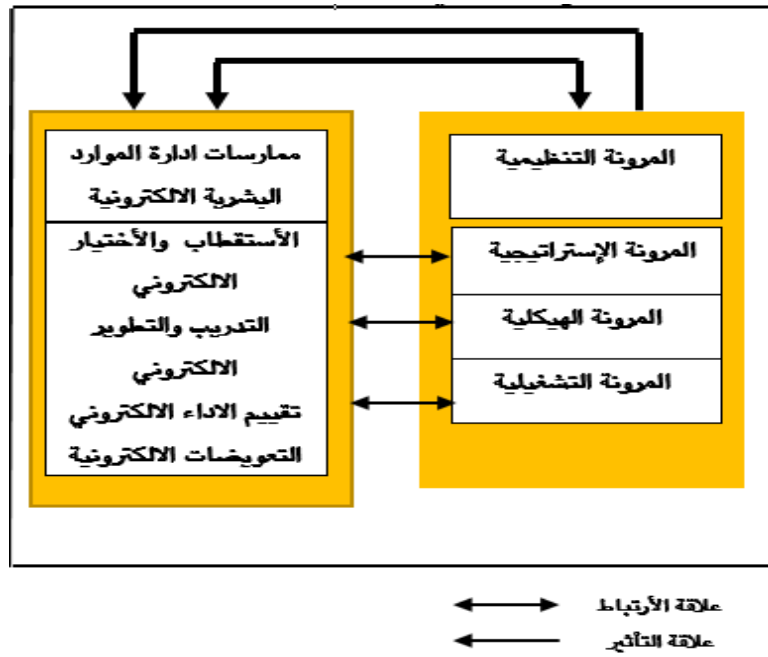 المرونة التنظيمية
المرونة الإستراتيجية
المرونة الهيكلية
المرونة التشغيلية
ممارسات ادارة الموارد
البشرية الالكترونية
الأستقطاب والأختيار
الالكتروني
التدريب والتطوير
الالكتروني
تقييم الاداء الالكتروني
التعويضات الالكترونية
علاقة الأرتباط
علاقة التأثير